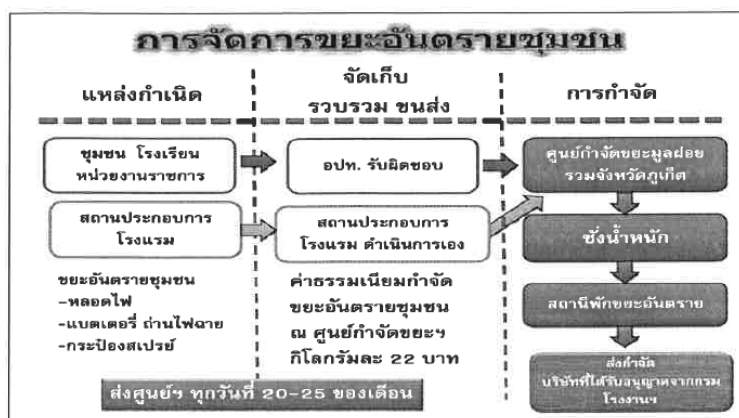 การจัดการขยะอันตรายชุมชน
แหล่งกำเนิด
จัดเก็บ
รวบรวม ขนส่ง
การกำจัด
ชุมชน โรงเรียน
หน่วยงานราชการ
อปท. รับผิดชอบ
ศูนย์กำจัดขยะมูลฝอย
รวมจังหวัดภูเก็ต
สถานประกอบการ
โรงแรม
สถานประกอบการ
โรงแรม ดำเนินการเอง
ชั่งน้ำหนัก
สถานีพักขยะอันตราย
ส่งกำจัด
บริษัทที่ได้รับอนุญาตจากกรม
โรงงานฯ
ขยะอันตรายชุมชน
-หลอดไฟ
-แบตเตอรี่ ถ่านไฟฉาย
-กระป๋องสเปรย์
ค่าธรรมเนียมกำจัด
ขยะอันตรายชุมชน
ณ ศูนย์กำจัดขยะฯ
กิโลกรัมละ 22 บาท
ส่งศูนย์ฯ ทุกวันที่ 20-25 ของเดือน